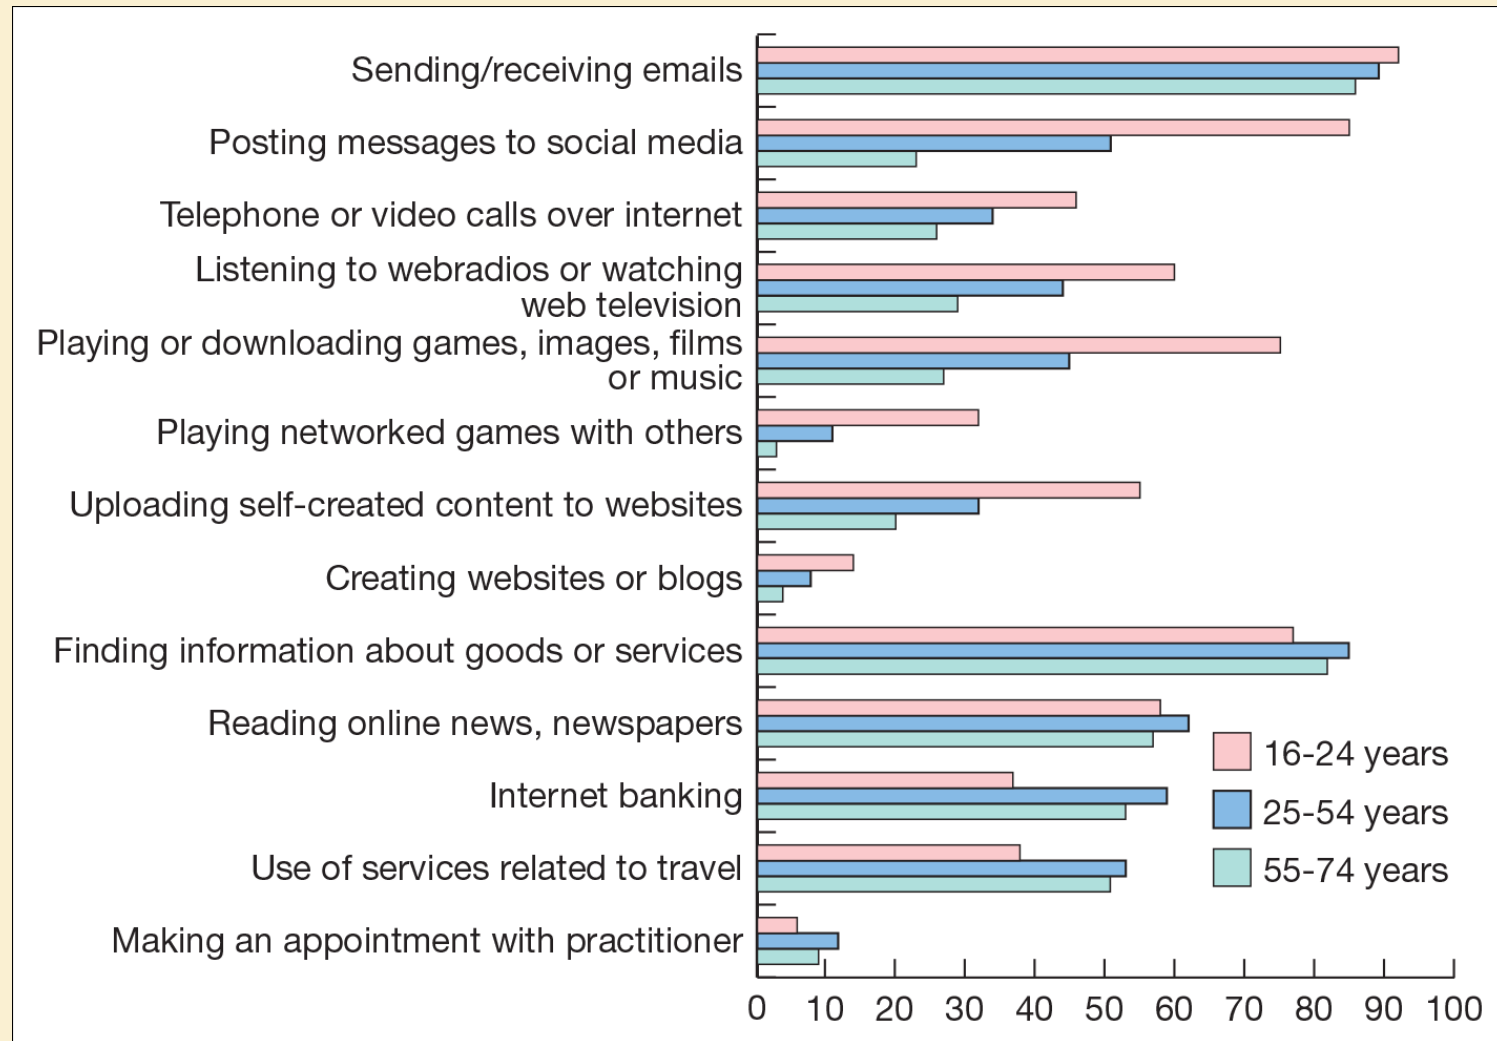 Sending/receiving emails
Posting messages to social media
Telephone or video calls over internet
Listening to webradios or watching
web television
Playing or downloading games, images, films
or music
Playing networked games with others
Uploading self-created content to websites
Creating websites or blogs
Finding information about goods or services
Reading online news, newspapers
Internet banking
Use of services related to travel
Making an appointment with practitioner
16-24 years
25-54 years
55-74 years
0 10 20 30 40 50 60 70 80 90 100